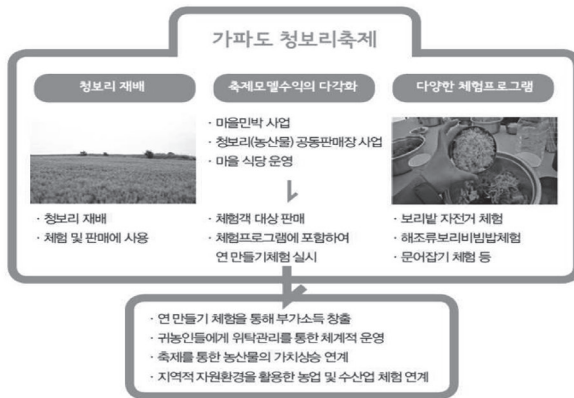 가파도 청보리축제
청보리 재배
· 청보리 재배
· 체험 및 판매에 사용
축제모델수익의 다각화
· 마을민박 사업
· 청보리(농산물) 공동판매장 사업
· 마을 식당 운영
· 체험객 대상 판매
· 체험프로그램에 포함하여
연 만들기체험 실시
다양한 체험프로그램
· 보리밭 자전거 체험
· 해조류보리비빔밥체험
· 문어잡기 체험 등
· 연 만들기 체험을 통해 부가소득 창출
· 귀농인들에게 위탁관리를 통한 체계적 운영
· 축제를 통한 농산물의 가치상승 연계
· 지역적 자원환경을 활용한 농업 및 수산업 체험 연계